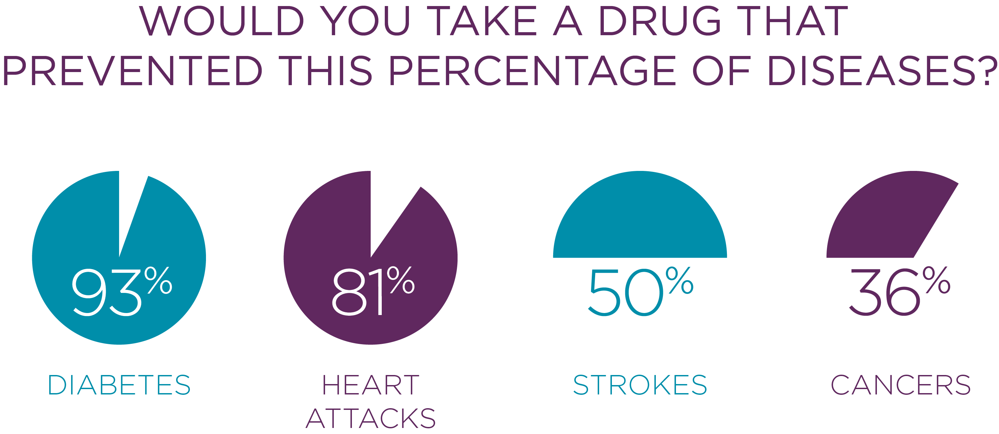 WOULD YOU TAKE A DRUG THAT
PREVENTED THIS PERCENTAGE OF DISEASES?
93%
DIABETES
81%
HEART
ATTACKS
50%
STROKES
36%
CANCERS